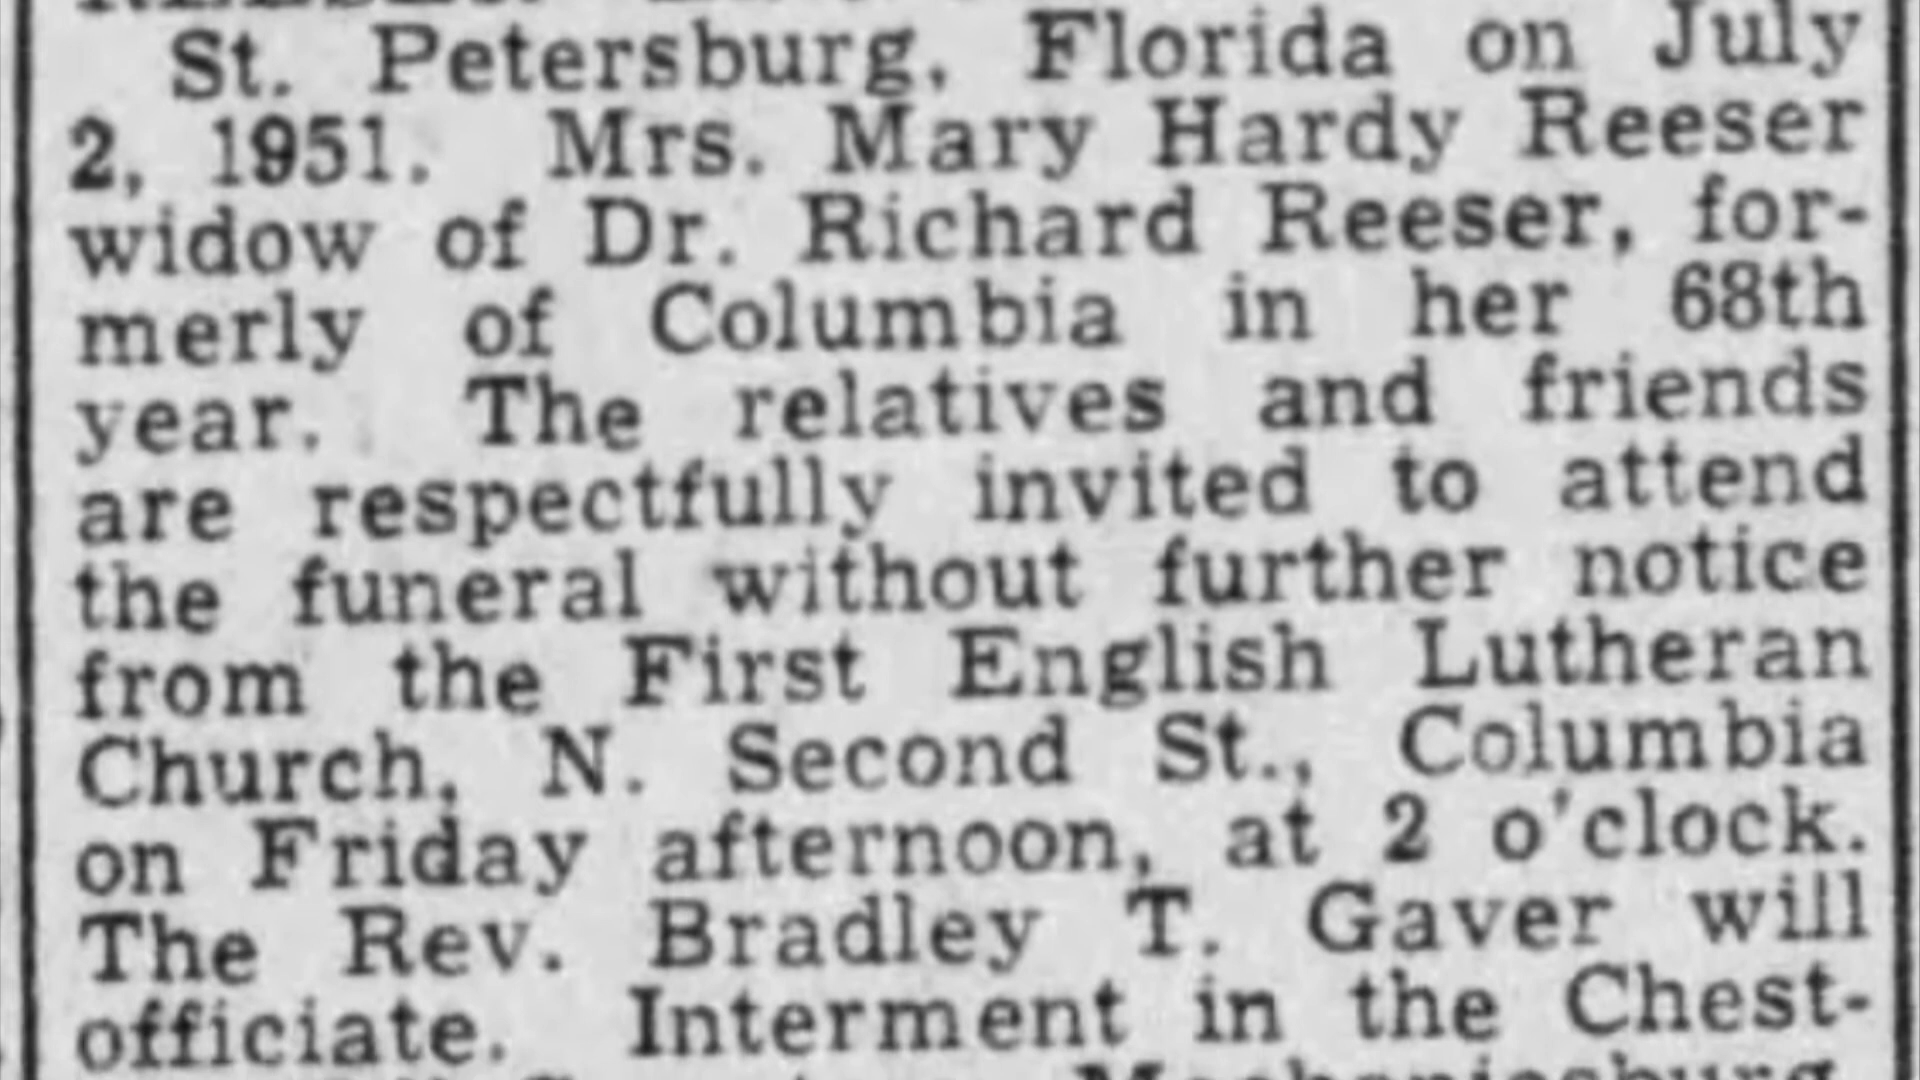 St. Petersburg, Florida on July
2, 1951. Mrs. Mary Hardy Reeser
widow of Dr. Richard Reeser, for-
merly of Columbia in her 68th
year. The relatives and friends
are respectfully invited to attend
the funeral without further notice
from the First English Lutheran
Church, N. Second St., Columbia
on Friday afternoon, at 2 o'clock.
The Rev. Bradley T. Gaver will
officiate. Interment in the Chest-
Mechanicsburg